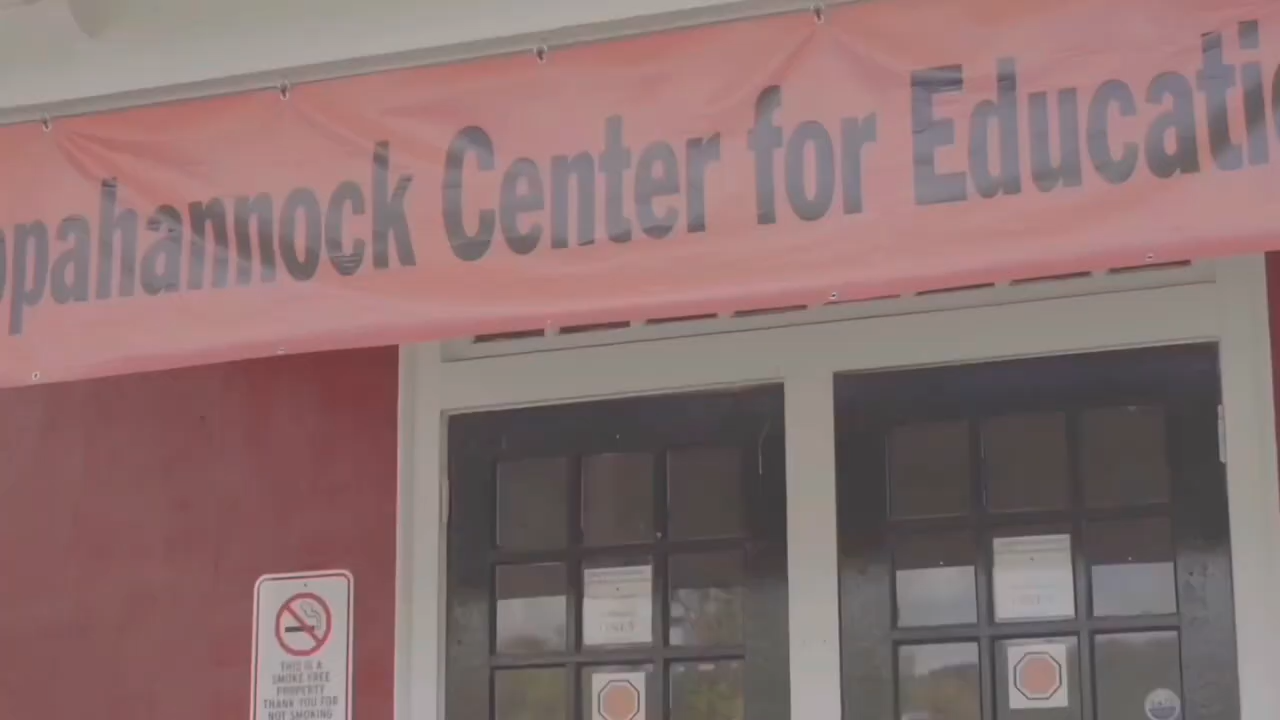 ppahannock Center for Educati
THIS IS A
SMOKE FREE
PROPERTY
THANK YOU FOR
NOT SMOKING